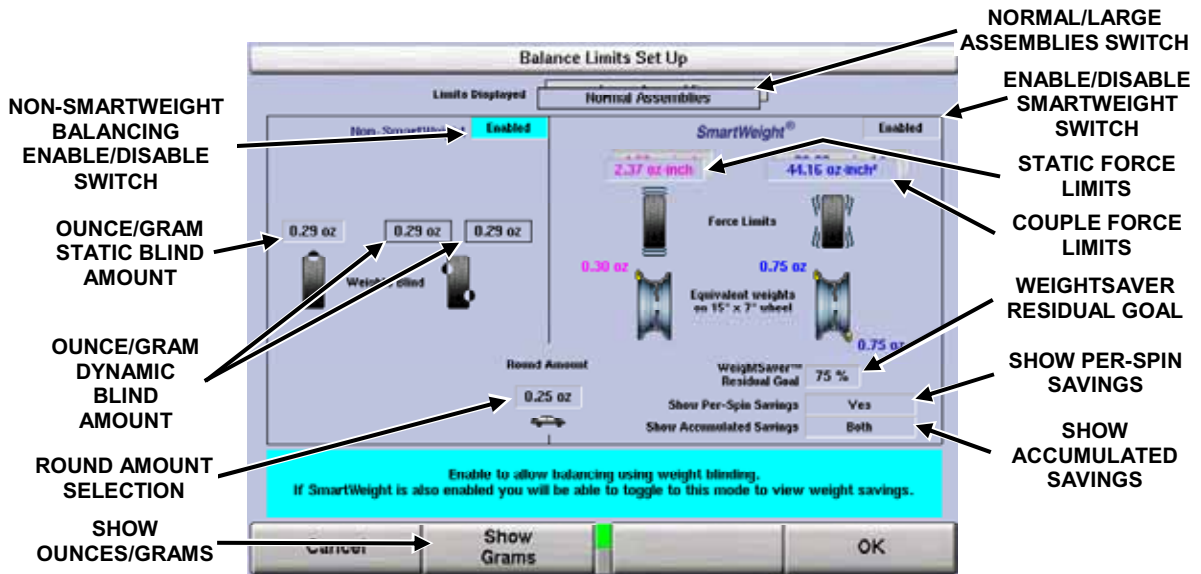 NORMAL/LARGE
ASSEMBLIES SWITCH
Balance Limits Set Up
Limits Displayed
Normal Assemblies
NON-SMARTWEIGHT
BALANCING
ENABLE/DISABLE
SWITCH
ENABLE/DISABLE
SMARTWEIGHT
SWITCH
Enabled
SmartWeight®
Enabled
2.37 oz-inch
44.16 oz-inch²
STATIC FORCE
LIMITS
COUPLE FORCE
LIMITS
OUNCE/GRAM
STATIC BLIND
AMOUNT
0.29 oz
0.29 oz
0.29 oz
Force Limits
Weights Blind
0.30 oz
0.75 oz
Equivalent weights
on 15" x 7" wheel
0.75 oz
WEIGHTSAVER
RESIDUAL GOAL
OUNCE/GRAM
DYNAMIC
BLIND
AMOUNT
Round Amount
0.25 oz
WeightSaver™
Residual Goal
75 %
Show Per-Spin Savings
Yes
Show Accumulated Savings
Both
SHOW PER-SPIN
SAVINGS
SHOW
ACCUMULATED
SAVINGS
ROUND AMOUNT
SELECTION
Enable to allow balancing using weight blinding.
If SmartWeight is also enabled you will be able to toggle to this mode to view weight savings.
SHOW
OUNCES/GRAMS
Cancel
Show
Grams
OK